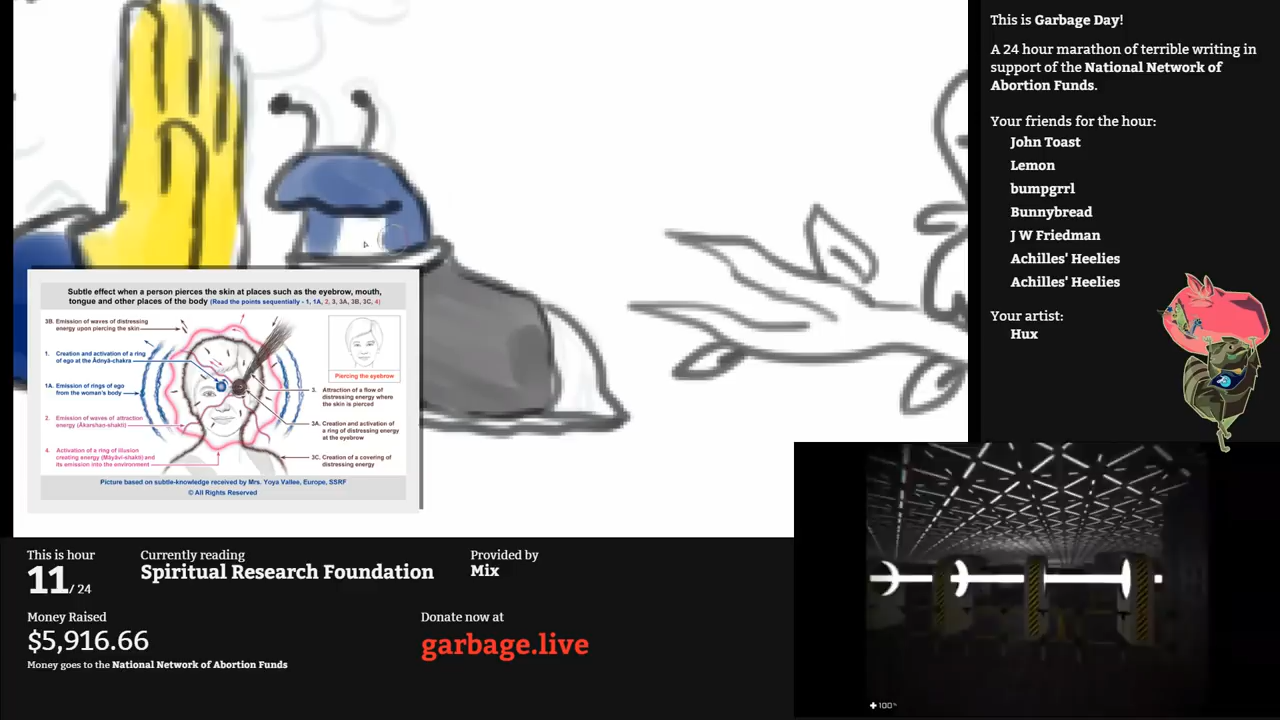 This is Garbage Day!
A 24 hour marathon of terrible writing in
support of the National Network of
Abortion Funds.
Your friends for the hour:
John Toast
Lemon
bumpgrrl
Bunnybread
J W Friedman
Achilles' Heelies
Achilles' Heelies
Your artist:
Hux
Subtle effect when a person pierces the skin at places such as the eyebrow, mouth,
tongue and other places of the body (Read the points sequentially - 1, 1A, 2, 3, 3A, 3B, 3C, 4)
3B. Emission of waves of distressing
energy upon piercing the skin
1. Creation and activation of a ring
of ego at the Ādnyā-chakra
1A. Emission of rings of ego
from the woman's body
2. Emission of waves of attraction
energy (Ākarshan-shakti)
4. Activation of a ring of illusion
creating energy (Māyāvi-shakti) and
its emission into the environment
Piercing the eyebrow
3. Attraction of a flow of
distressing energy where
the skin is pierced
3A. Creation and activation of
a ring of distressing energy
at the eyebrow
3C. Creation of a covering of
distressing energy
Picture based on subtle-knowledge received by Mrs. Yoya Vallee, Europe, SSRF
© All Rights Reserved
This is hour
11 / 24
Currently reading
Spiritual Research Foundation
Provided by
Mix
Money Raised
$5,916.66
Money goes to the National Network of Abortion Funds
Donate now at
garbage.live
100%